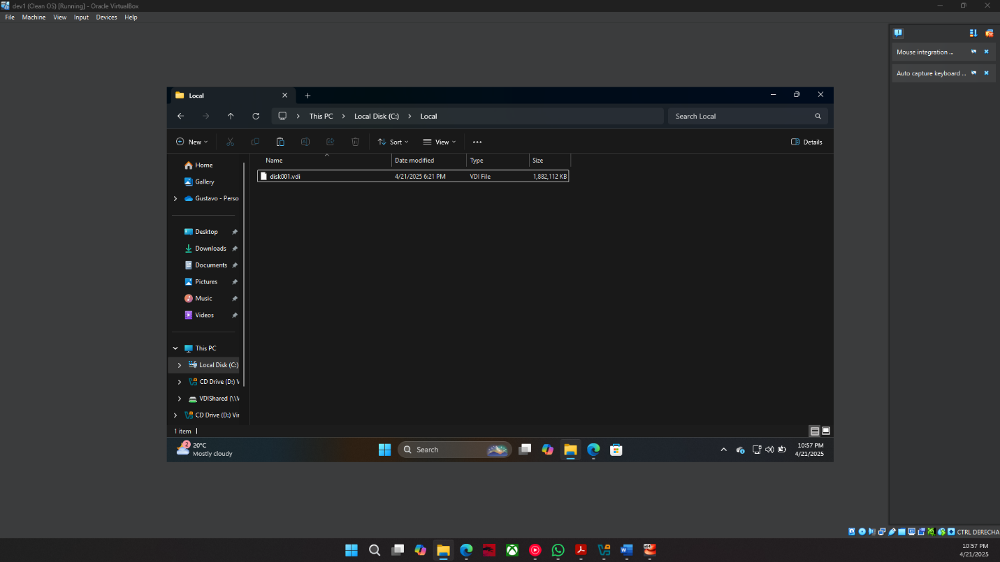 dev1 (Clean OS) [Running] - Oracle VirtualBox
File Machine View Input Devices Help
Mouse integration ...
Auto capture keyboard ...
Local
This PC > Local Disk (C:) > Local
Search Local
New
Sort
View
Details
Name Date modified Type Size
disk001.vdi 4/21/2025 6:21 PM VDI File 1,882,112 KB
Home
Gallery
Gustavo - Perso
Desktop
Downloads
Documents
Pictures
Music
Videos
This PC
Local Disk (C:)
CD Drive (D:) V
VDIShared (\\V
CD Drive (D:) Vir
1 item
2
20°C
Mostly cloudy
Search
10:57 PM
4/21/2025
CTRL DERECHA
10:57 PM
4/21/2025